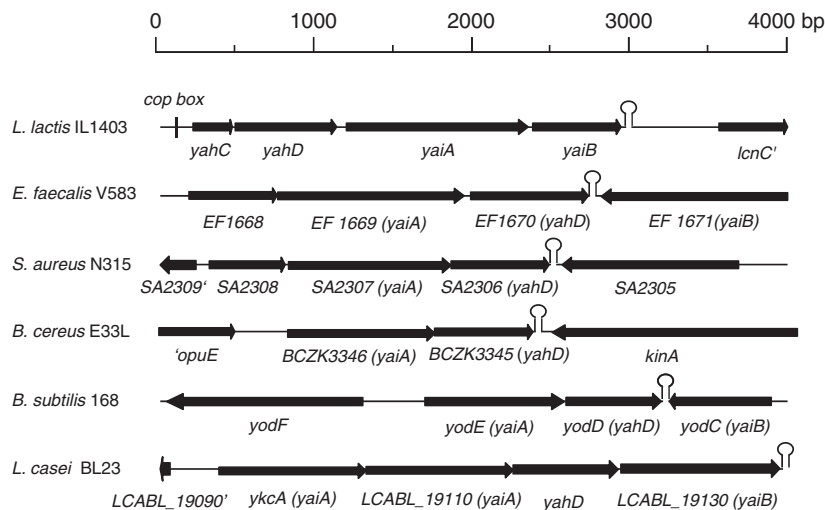 0 1000 2000 3000 4000 bp
cop box
L. lactis IL1403
yahC yahD yaiA yaiB lcnC'
E. faecalis V583
EF1668 EF 1669 (yaiA) EF1670 (yahD) EF 1671(yaiB)
S. aureus N315
SA2309‘ SA2308 SA2307 (yaiA) SA2306 (yahD) SA2305
B. cereus E33L
‘opuE BCZK3346 (yaiA) BCZK3345 (yahD) kinA
B. subtilis 168
yodF yodE (yaiA) yodD (yahD) yodC (yaiB)
L. casei BL23
LCABL_19090’ ykcA (yaiA) LCABL_19110 (yaiA) yahD LCABL_19130 (yaiB)